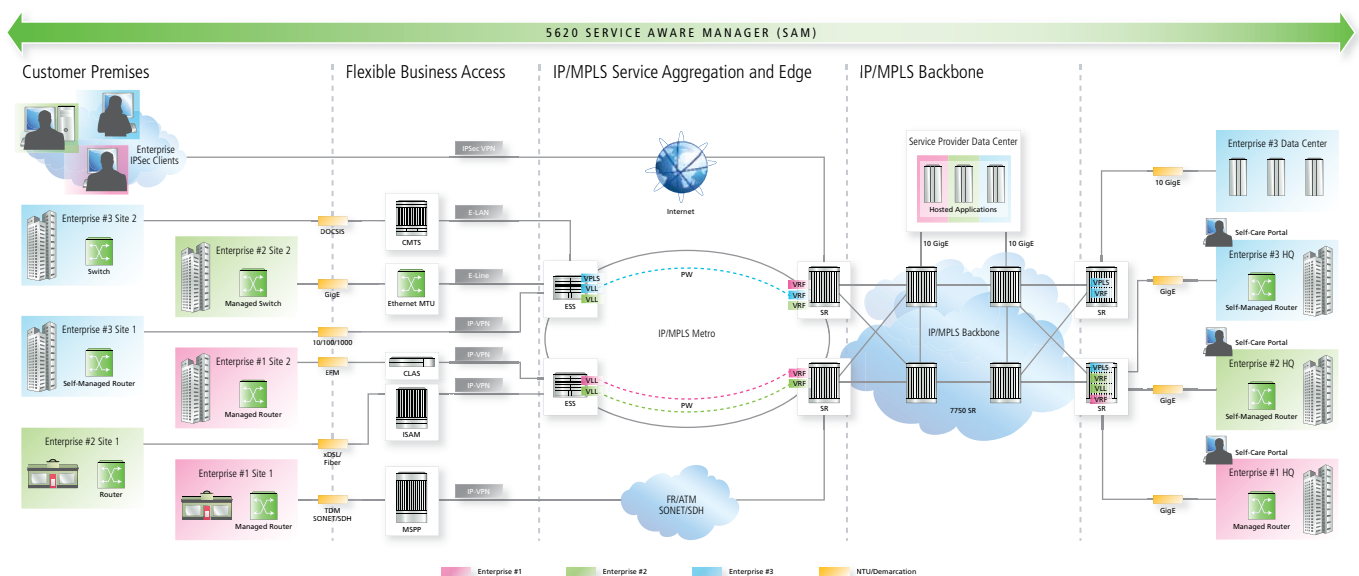 5620 SERVICE AWARE MANAGER (SAM)
Customer Premises
Flexible Business Access
IP/MPLS Service Aggregation and Edge
IP/MPLS Backbone
Enterprise
IPSec Clients
IPSec VPN
Internet
Service Provider Data Center
Hosted Applications
10 GigE
10 GigE
10 GigE
Enterprise #3 Data Center
Enterprise #3 Site 2
Switch
DOCSIS
CMTS
E-LAN
Enterprise #2 Site 2
Managed Switch
GigE
Ethernet MTU
E-Line
VPLS
VLL
VLL
ESS
PW
VRF
VRF
VRF
SR
VPLS
VRF
SR
GigE
Self-Care Portal
Enterprise #3 HQ
Self-Managed Router
Enterprise #3 Site 1
Self-Managed Router
10/100/1000
IP-VPN
IP/MPLS Metro
IP/MPLS Backbone
Enterprise #1 Site 2
Managed Router
EFM
CLAS
IP-VPN
IP-VPN
ISAM
VLL
VLL
ESS
PW
VRF
VRF
SR
7750 SR
VPLS
VRF
VLL
VRF
SR
GigE
Self-Care Portal
Enterprise #2 HQ
Self-Managed Router
Enterprise #2 Site 1
Router
xDSL/
Fiber
Enterprise #1 Site 1
Managed Router
TDM
SONET/SDH
MSPP
IP-VPN
FR/ATM
SONET/SDH
GigE
Self-Care Portal
Enterprise #1 HQ
Managed Router
Enterprise #1
Enterprise #2
Enterprise #3
NTU/Demarcation